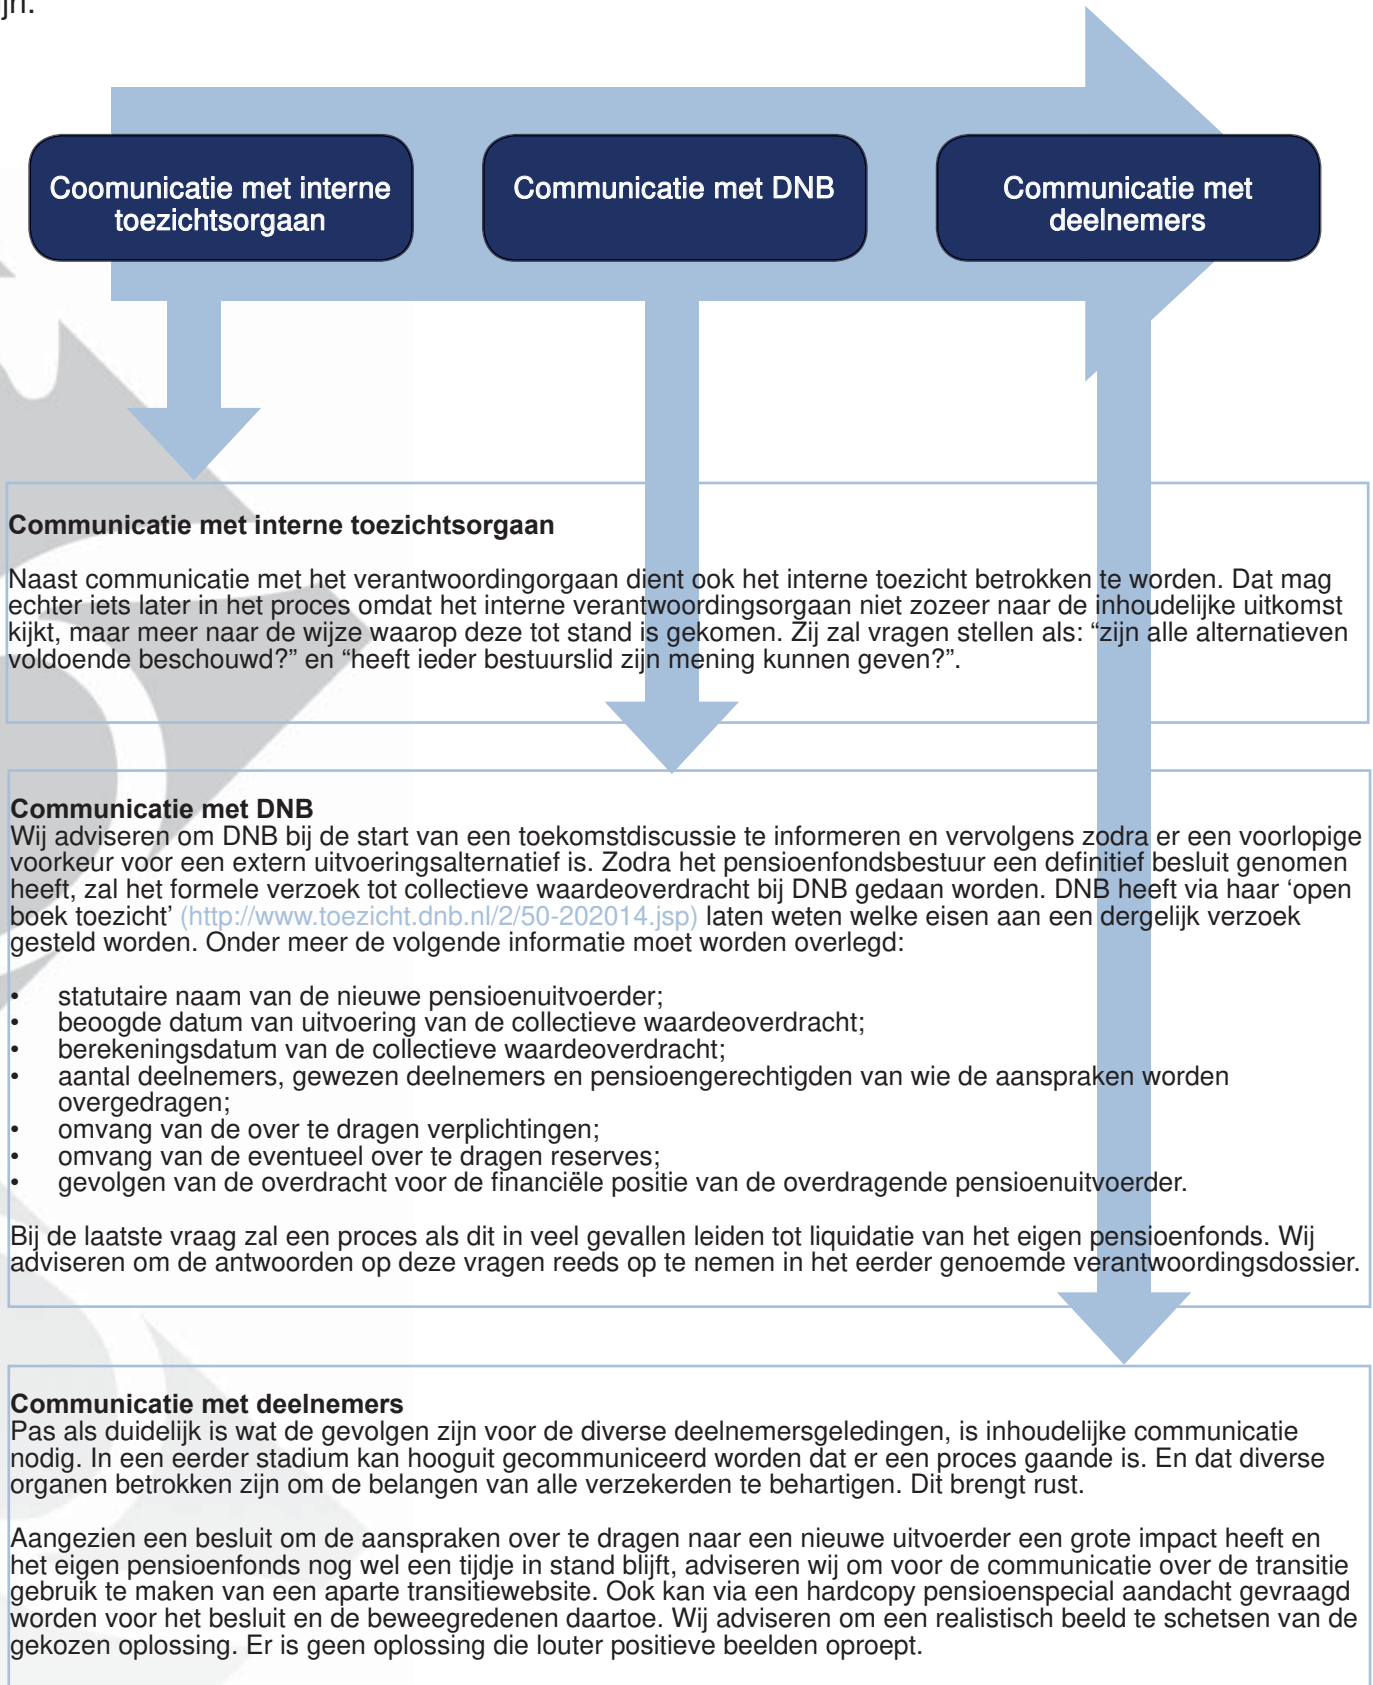 ijn.
Coomunicatie met interne
toezichtsorgaan
Communicatie met DNB
Communicatie met
deelnemers
Communicatie met interne toezichtsorgaan
Naast communicatie met het verantwoordingorgaan dient ook het interne toezicht betrokken te worden. Dat mag
echter iets later in het proces omdat het interne verantwoordingsorgaan niet zozeer naar de inhoudelijke uitkomst
kijkt, maar meer naar de wijze waarop deze tot stand is gekomen. Zij zal vragen stellen als: “zijn alle alternatieven
voldoende beschouwd?” en “heeft ieder bestuurslid zijn mening kunnen geven?”.
Communicatie met DNB
Wij adviseren om DNB bij de start van een toekomstdiscussie te informeren en vervolgens zodra er een voorlopige
voorkeur voor een extern uitvoeringsalternatief is. Zodra het pensioenfondsbestuur een definitief besluit genomen
heeft, zal het formele verzoek tot collectieve waardeoverdracht bij DNB gedaan worden. DNB heeft via haar ‘open
boek toezicht’ (http://www.toezicht.dnb.nl/2/50-202014.jsp) laten weten welke eisen aan een dergelijk verzoek
gesteld worden. Onder meer de volgende informatie moet worden overlegd:
• statutaire naam van de nieuwe pensioenuitvoerder;
• beoogde datum van uitvoering van de collectieve waardeoverdracht;
• berekeningsdatum van de collectieve waardeoverdracht;
• aantal deelnemers, gewezen deelnemers en pensioengerechtigden van wie de aanspraken worden
overgedragen;
• omvang van de over te dragen verplichtingen;
• omvang van de eventueel over te dragen reserves;
• gevolgen van de overdracht voor de financiële positie van de overdragende pensioenuitvoerder.
Bij de laatste vraag zal een proces als dit in veel gevallen leiden tot liquidatie van het eigen pensioenfonds. Wij
adviseren om de antwoorden op deze vragen reeds op te nemen in het eerder genoemde verantwoordingsdossier.
Communicatie met deelnemers
Pas als duidelijk is wat de gevolgen zijn voor de diverse deelnemersgeledingen, is inhoudelijke communicatie
nodig. In een eerder stadium kan hooguit gecommuniceerd worden dat er een proces gaande is. En dat diverse
organen betrokken zijn om de belangen van alle verzekerden te behartigen. Dit brengt rust.
Aangezien een besluit om de aanspraken over te dragen naar een nieuwe uitvoerder een grote impact heeft en
het eigen pensioenfonds nog wel een tijdje in stand blijft, adviseren wij om voor de communicatie over de transitie
gebruik te maken van een aparte transitiewebsite. Ook kan via een hardcopy pensioenspecial aandacht gevraagd
worden voor het besluit en de beweegredenen daartoe. Wij adviseren om een realistisch beeld te schetsen van de
gekozen oplossing. Er is geen oplossing die louter positieve beelden oproept.